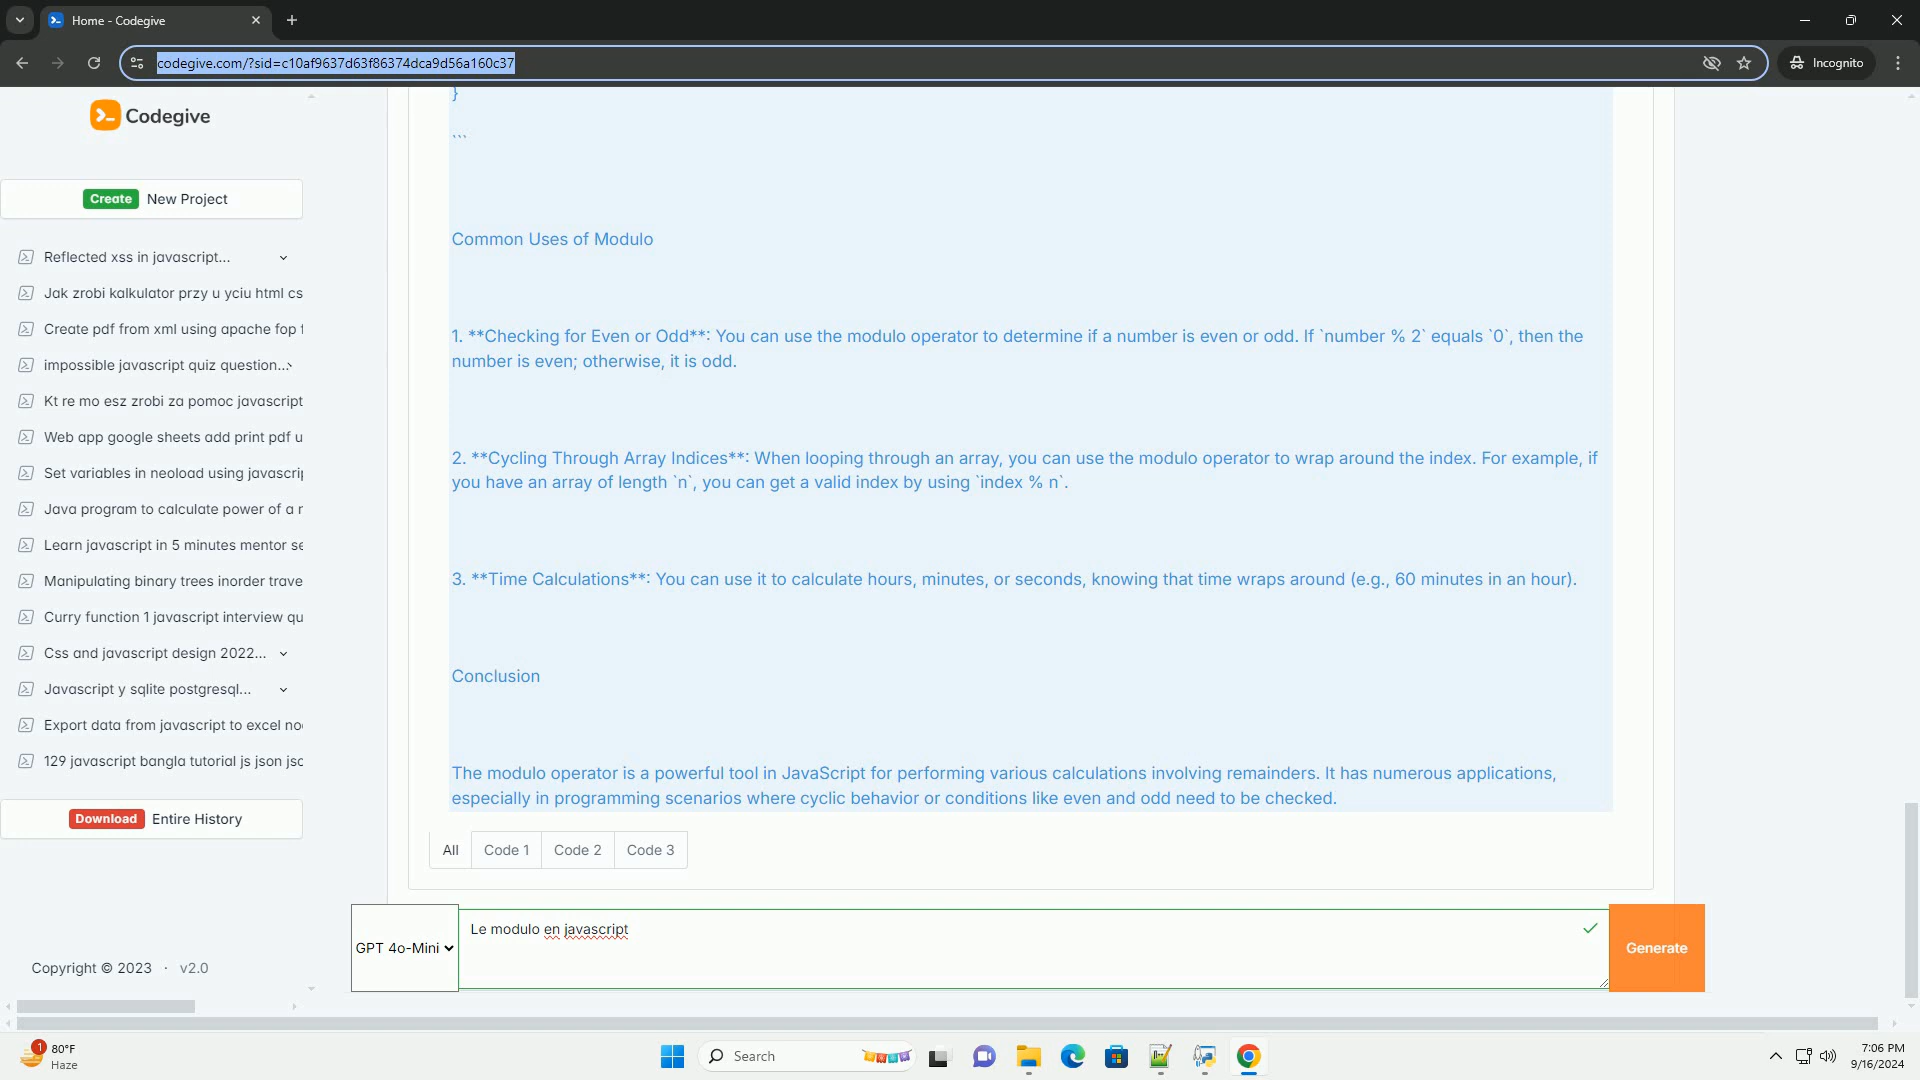 Home - Codegive
codegive.com/?sid=c10af9637d63f86374dca9d56a160c37
Incognito
Codegive
Create New Project
Reflected xss in javascript...
Jak zrobi kalkulator przy u yciu html cs
Create pdf from xml using apache fop f
impossible javascript quiz question...
Kt re mo esz zrobi za pomoc javascript
Web app google sheets add print pdf u
Set variables in neoload using javascrip
Java program to calculate power of a n
Learn javascript in 5 minutes mentor se
Manipulating binary trees inorder trave
Curry function 1 javascript interview qu
Css and javascript design 2022...
Javascript y sqlite postgresql...
Export data from javascript to excel no
129 javascript bangla tutorial js json jso
Download Entire History
Copyright © 2023 · v2.0
}
```
Common Uses of Modulo
1. **Checking for Even or Odd**: You can use the modulo operator to determine if a number is even or odd. If `number % 2` equals `0`, then the
number is even; otherwise, it is odd.
2. **Cycling Through Array Indices**: When looping through an array, you can use the modulo operator to wrap around the index. For example, if
you have an array of length `n`, you can get a valid index by using `index % n`.
3. **Time Calculations**: You can use it to calculate hours, minutes, or seconds, knowing that time wraps around (e.g., 60 minutes in an hour).
Conclusion
The modulo operator is a powerful tool in JavaScript for performing various calculations involving remainders. It has numerous applications,
especially in programming scenarios where cyclic behavior or conditions like even and odd need to be checked.
All Code 1 Code 2 Code 3
GPT 4o-Mini
Le modulo en javascript
Generate
1
80°F
Haze
Search
7:06 PM
9/16/2024